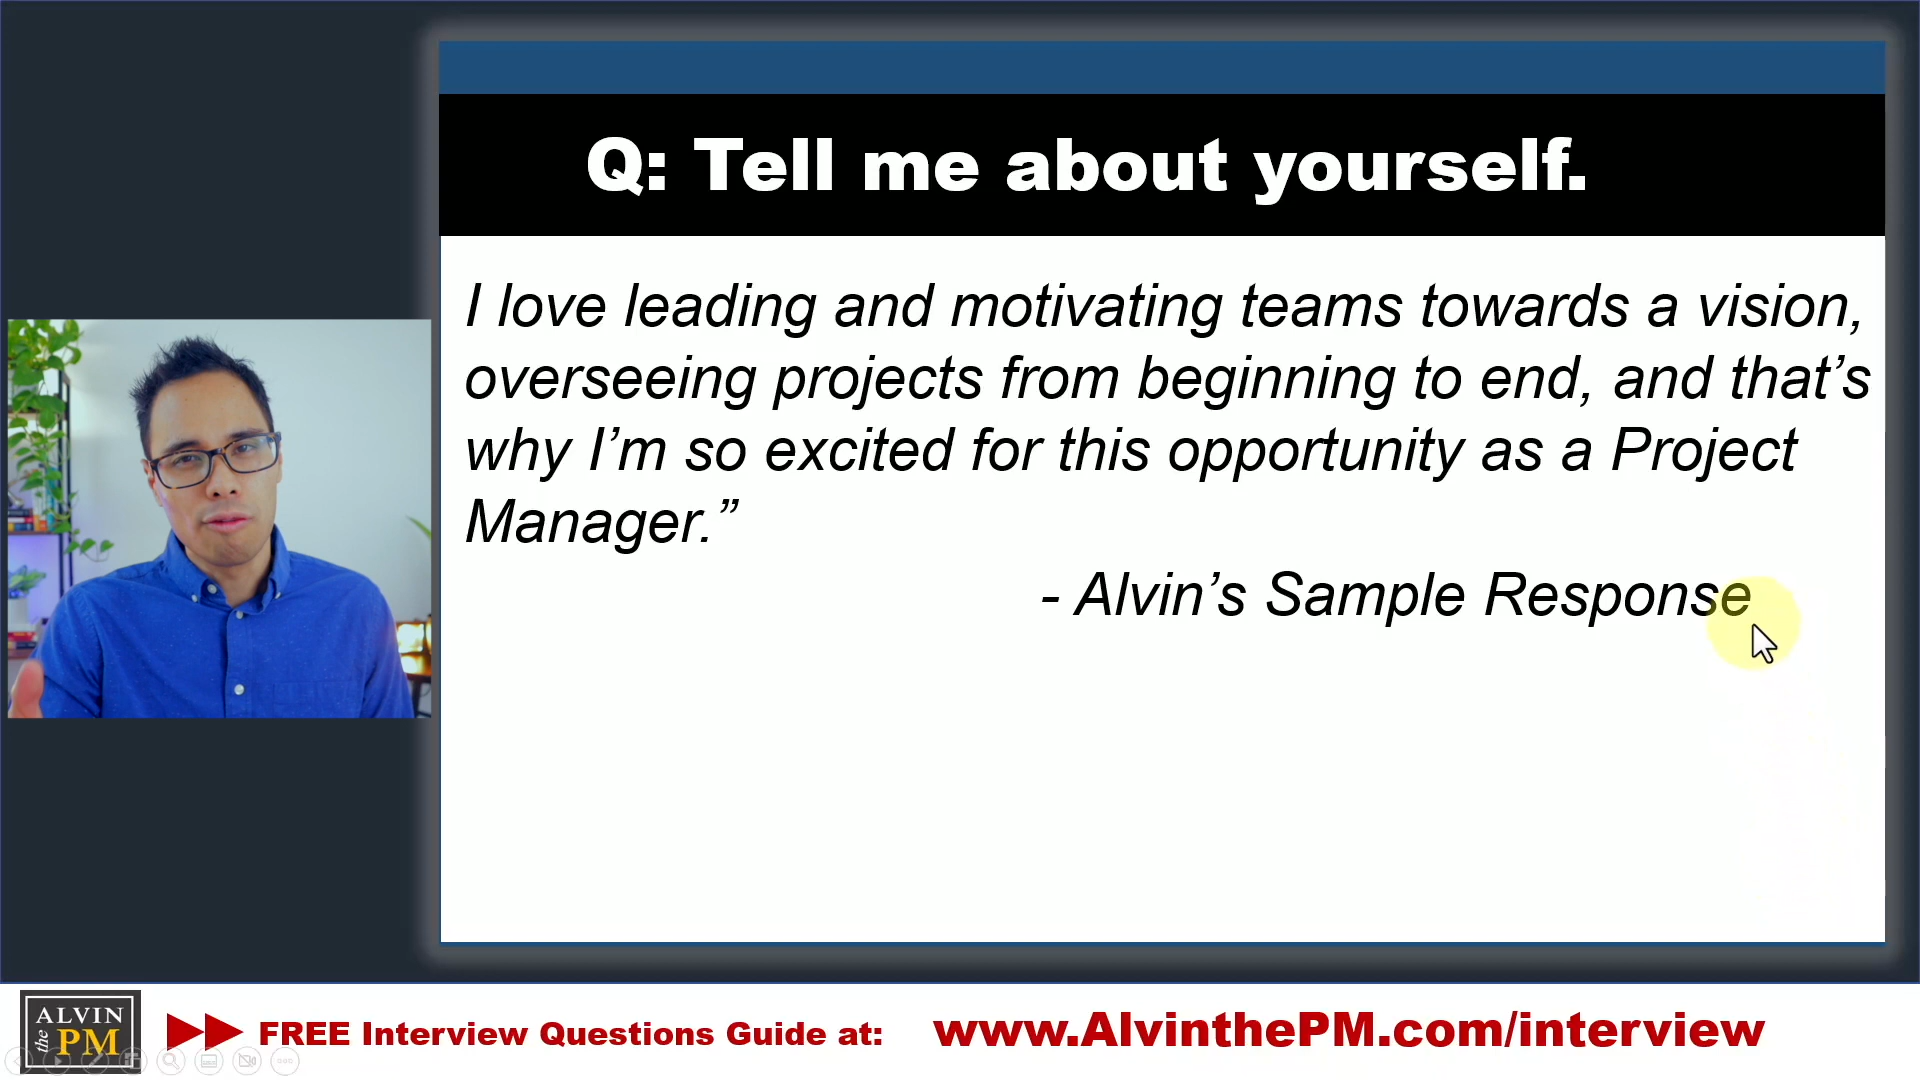 Q: Tell me about yourself.
I love leading and motivating teams towards a vision,
overseeing projects from beginning to end, and that’s
why I’m so excited for this opportunity as a Project
Manager.”
- Alvin’s Sample Response
ALVIN
the PM
FREE Interview Questions Guide at: www.AlvinthePM.com/interview